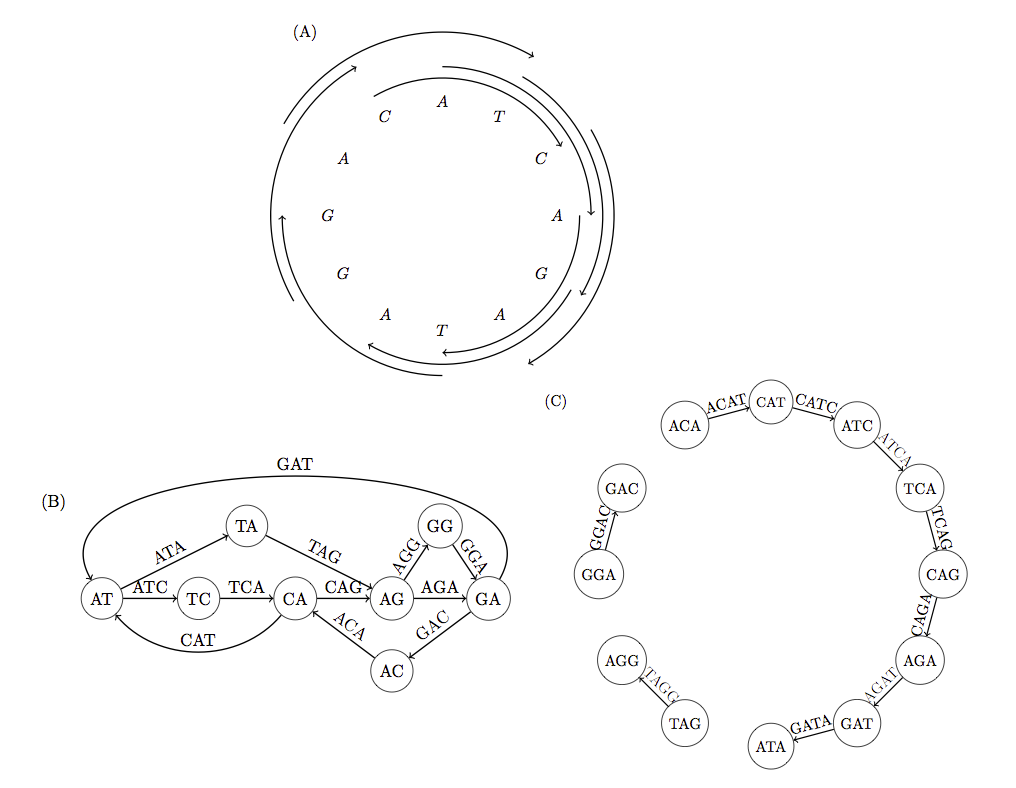 (A)
A
C T
A C
G A
G G
A A
T
(C)
ACA ACAT CAT CATC ATC
ATCA
GAC TCA
GGAC TCAG
GGA CAG
CAGA
AGG AGA
TAGG AGAT
TAG GAT
GATA
ATA
GAT
(B)
TA GG
ATA TAG AGG GGA
AT ATC TC TCA CA CAG AG AGA GA
CAT ACA GAC
AC